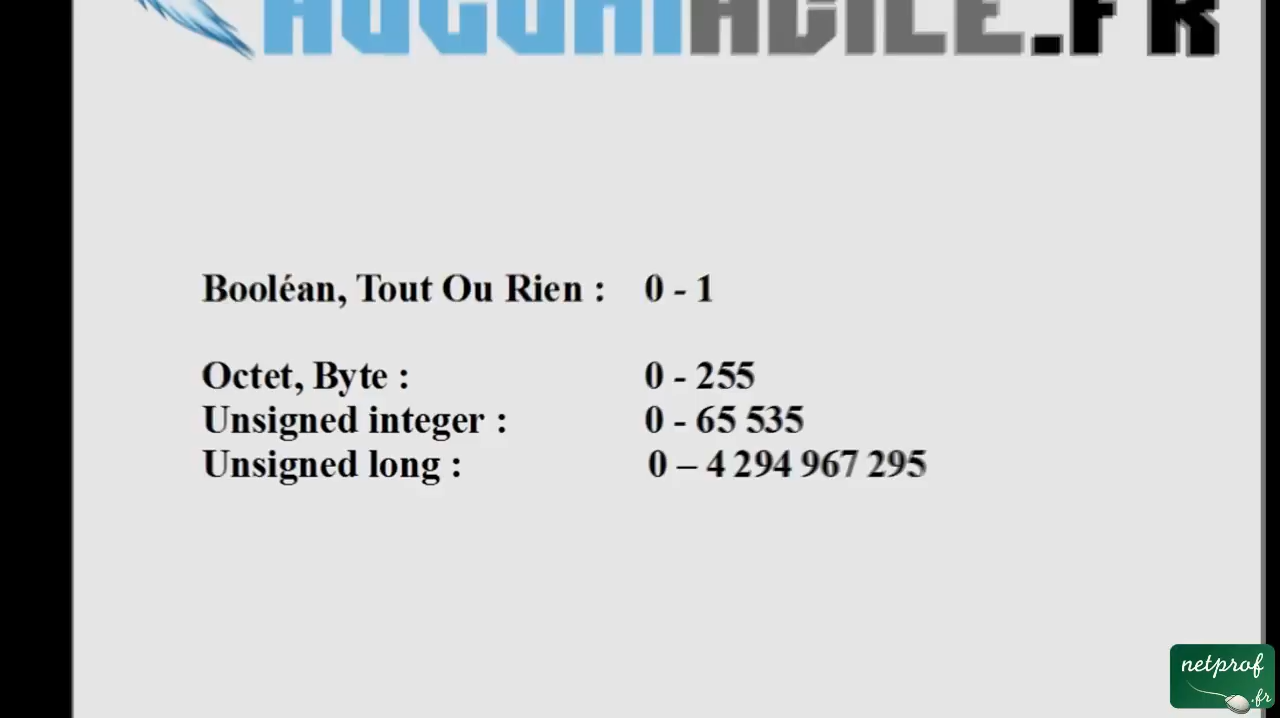 Booléan, Tout Ou Rien : 0 - 1
Octet, Byte : 0 - 255
Unsigned integer : 0 - 65 535
Unsigned long : 0 – 4 294 967 295
netprof
.fr